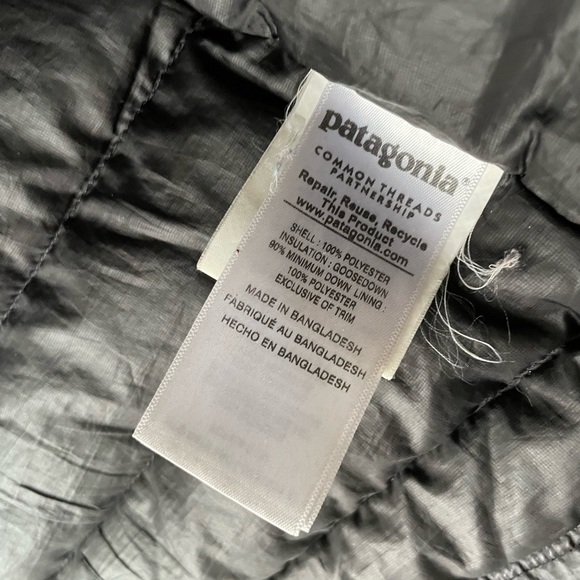 patagonia®
COMMON THREADS
PARTNERSHIP
Repair, Reuse, Recycle
This Product
www.patagonia.com
SHELL : 100% POLYESTER
INSULATION : GOOSEDOWN
90% MINIMUM DOWN LINING :
100% POLYESTER
EXCLUSIVE OF TRIM
MADE IN BANGLADESH
FABRIQUÉ AU BANGLADESH
HECHO EN BANGLADESH